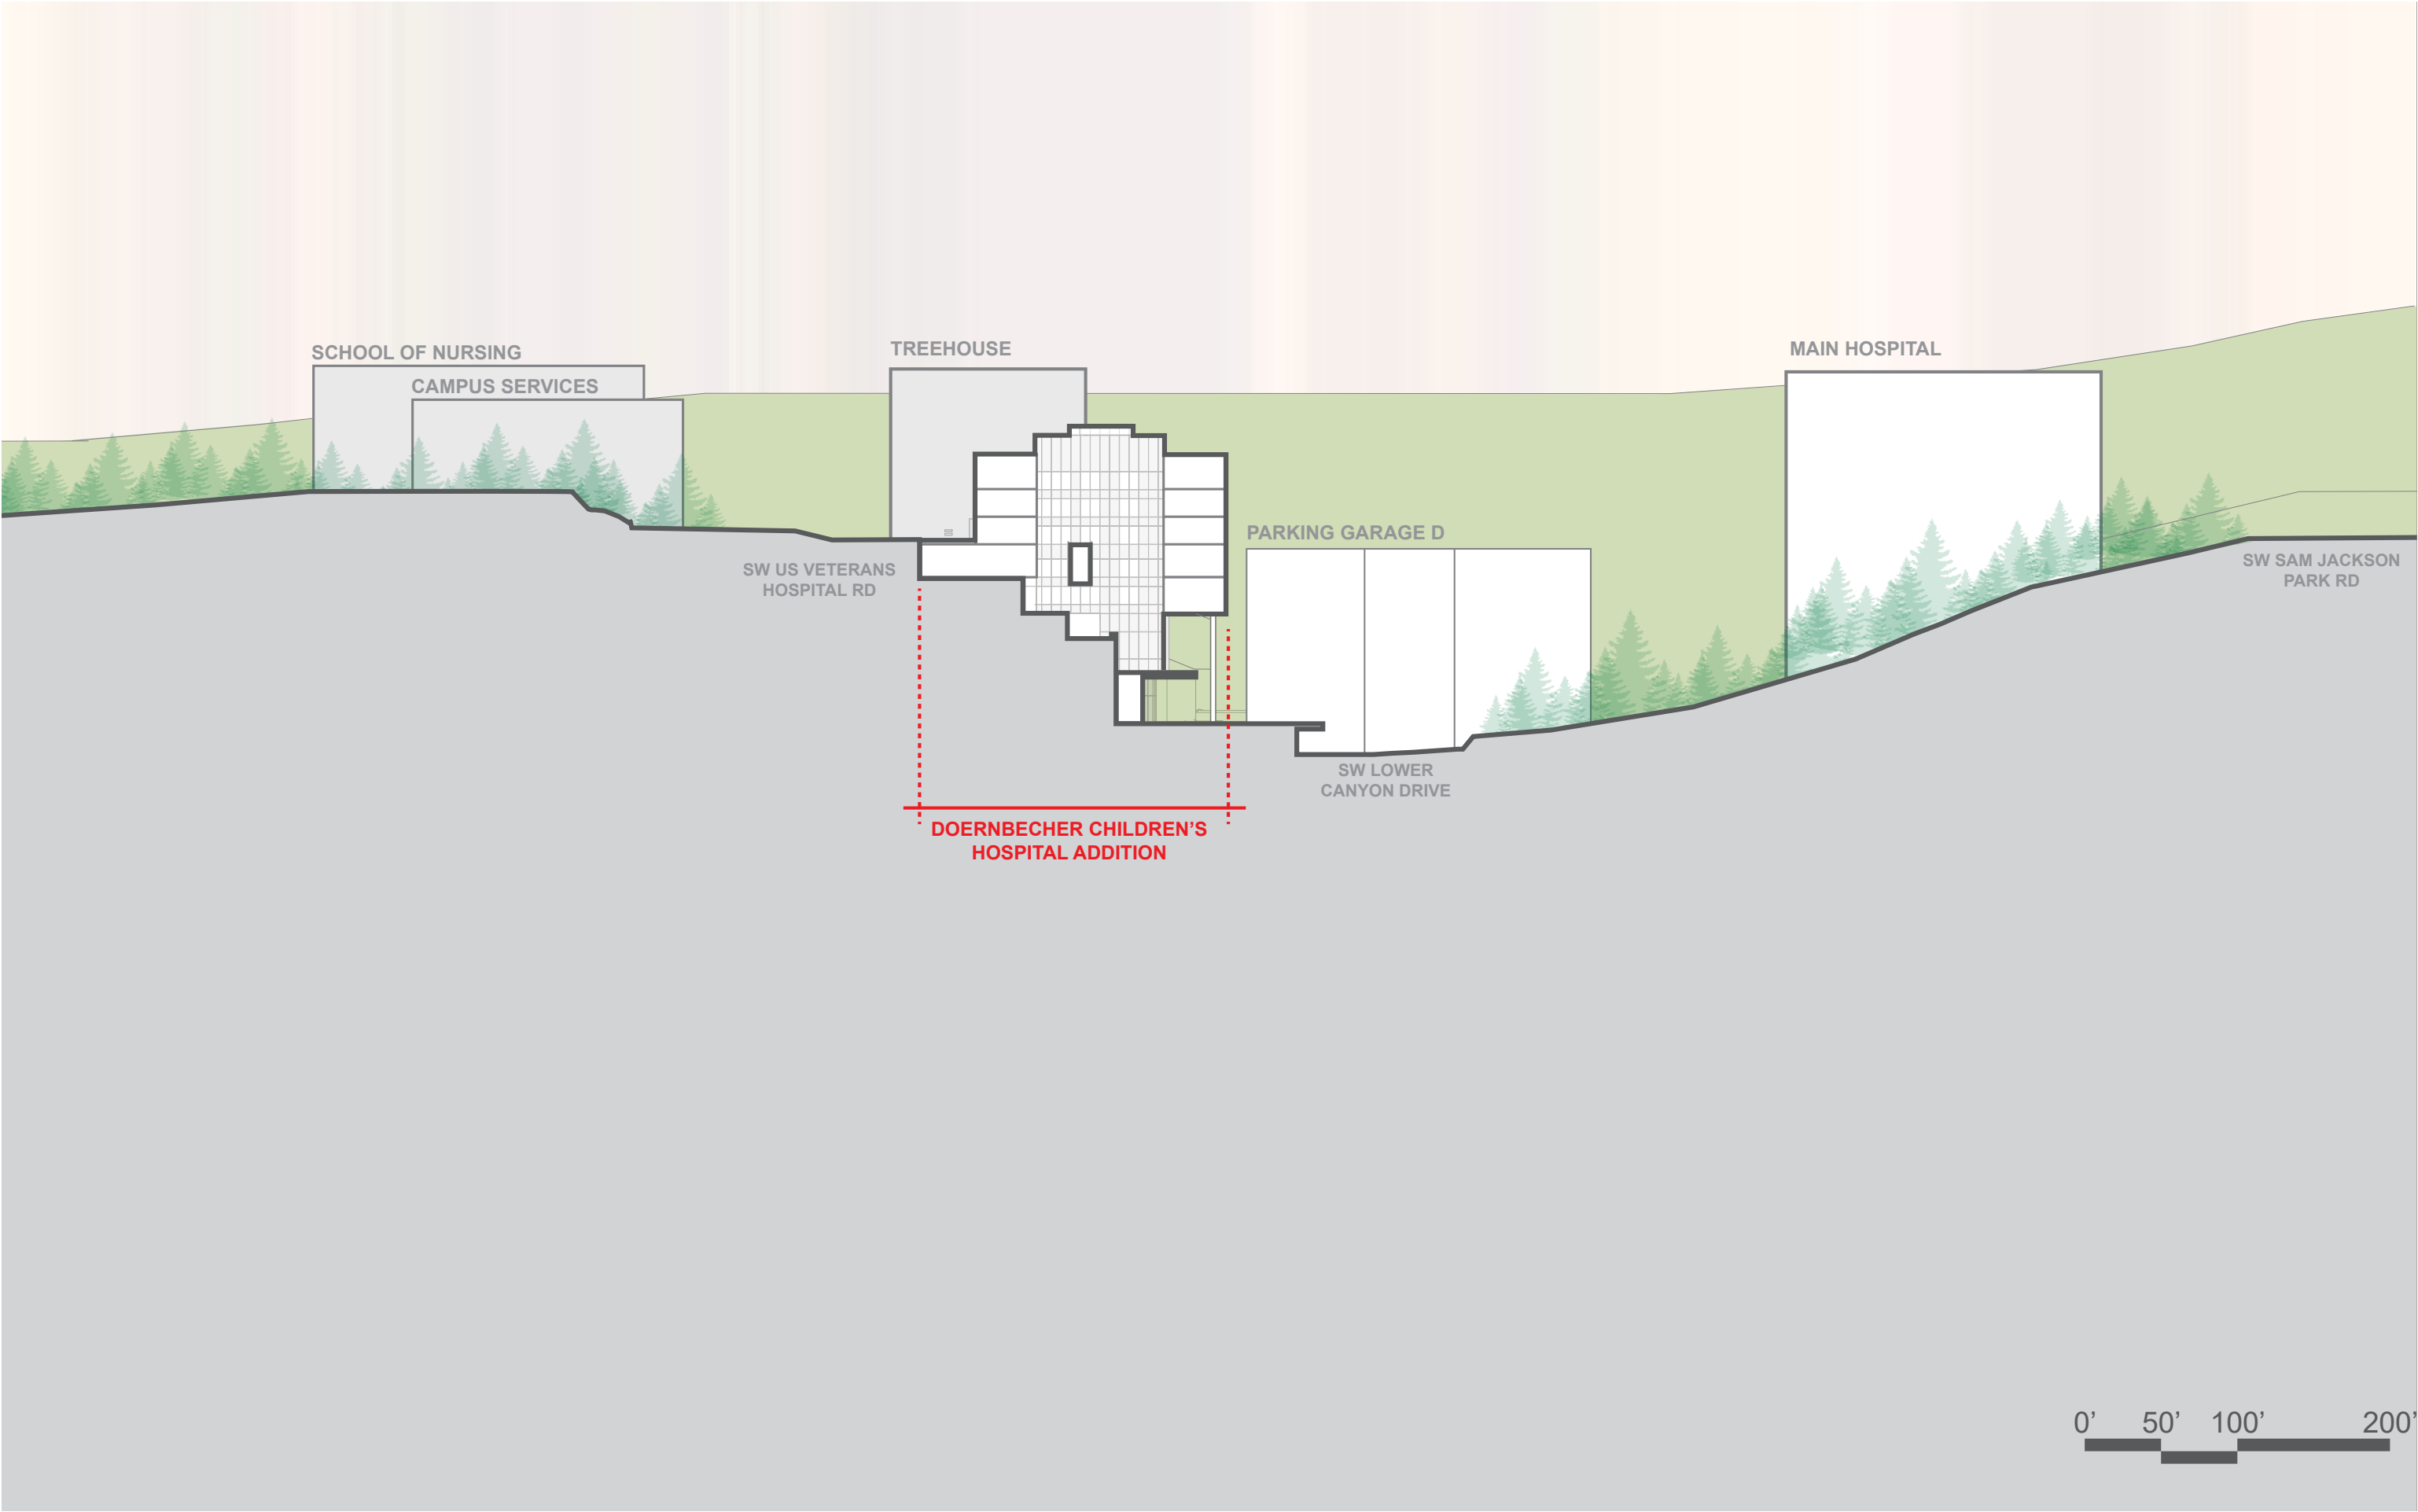 SCHOOL OF NURSING
CAMPUS SERVICES
TREEHOUSE
MAIN HOSPITAL
PARKING GARAGE D
SW US VETERANS
HOSPITAL RD
SW SAM JACKSON
PARK RD
SW LOWER
CANYON DRIVE
DOERNBECHER CHILDREN’S
HOSPITAL ADDITION
0’ 50’ 100’ 200’